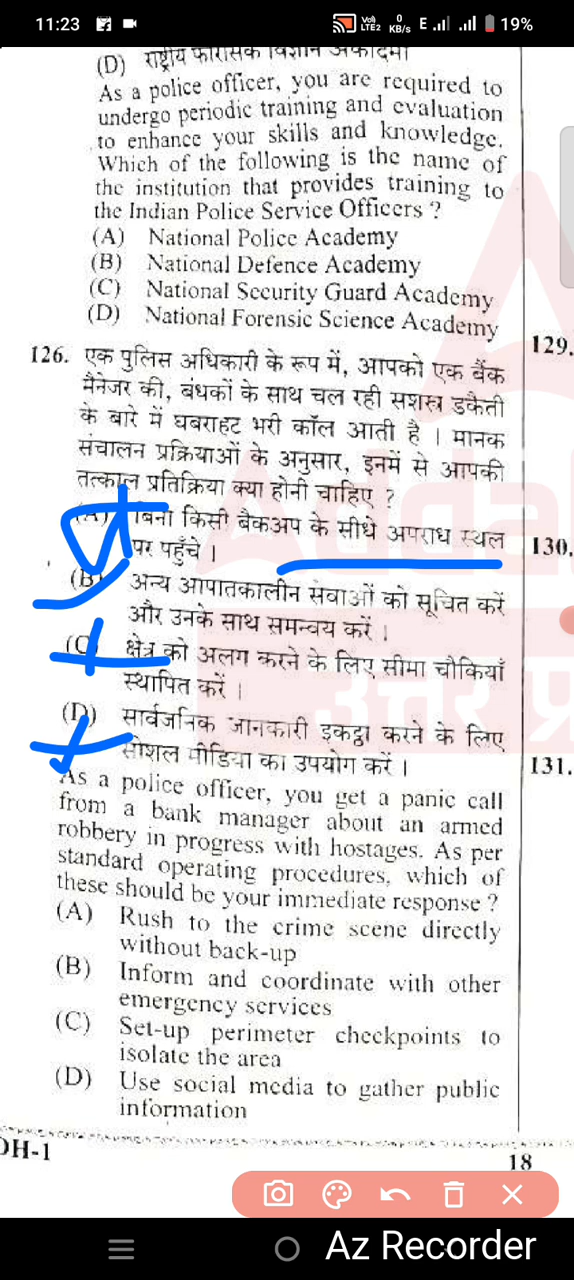 11:23
Vo) LTE2 0 KB/s E 19%
(D) राष्ट्रीय फॉरेंसिक विज्ञान अकादमी
As a police officer, you are required to
undergo periodic training and evaluation
to enhance your skills and knowledge.
Which of the following is the name of
the institution that provides training to
the Indian Police Service Officers ?
(A) National Police Academy
(B) National Defence Academy
(C) National Security Guard Academy
(D) National Forensic Science Academy
129.
126. एक पुलिस अधिकारी के रूप में, आपको एक बैंक
मैनेजर की, बंधकों के साथ चल रही सशस्त्र डकैती
के बारे में घबराहट भरी कॉल आती है । मानक
संचालन प्रक्रियाओं के अनुसार, इनमें से आपकी
तत्काल प्रतिक्रिया क्या होनी चाहिए ?
(A) बिना किसी बैकअप के सीधे अपराध स्थल
पर पहुँचे ।
130.
(B) अन्य आपातकालीन सेवाओं को सूचित करें
और उनके साथ समन्वय करें ।
(C) क्षेत्र को अलग करने के लिए सीमा चौकियाँ
स्थापित करें ।
(D) सार्वजनिक जानकारी इकट्ठा करने के लिए
सोशल मीडिया का उपयोग करें ।
131.
As a police officer, you get a panic call
from a bank manager about an armed
robbery in progress with hostages. As per
standard operating procedures, which of
these should be your immediate response ?
(A) Rush to the crime scene directly
without back-up
(B) Inform and coordinate with other
emergency services
(C) Set-up perimeter checkpoints to
isolate the area
(D) Use social media to gather public
information
DH-1
18
Az Recorder